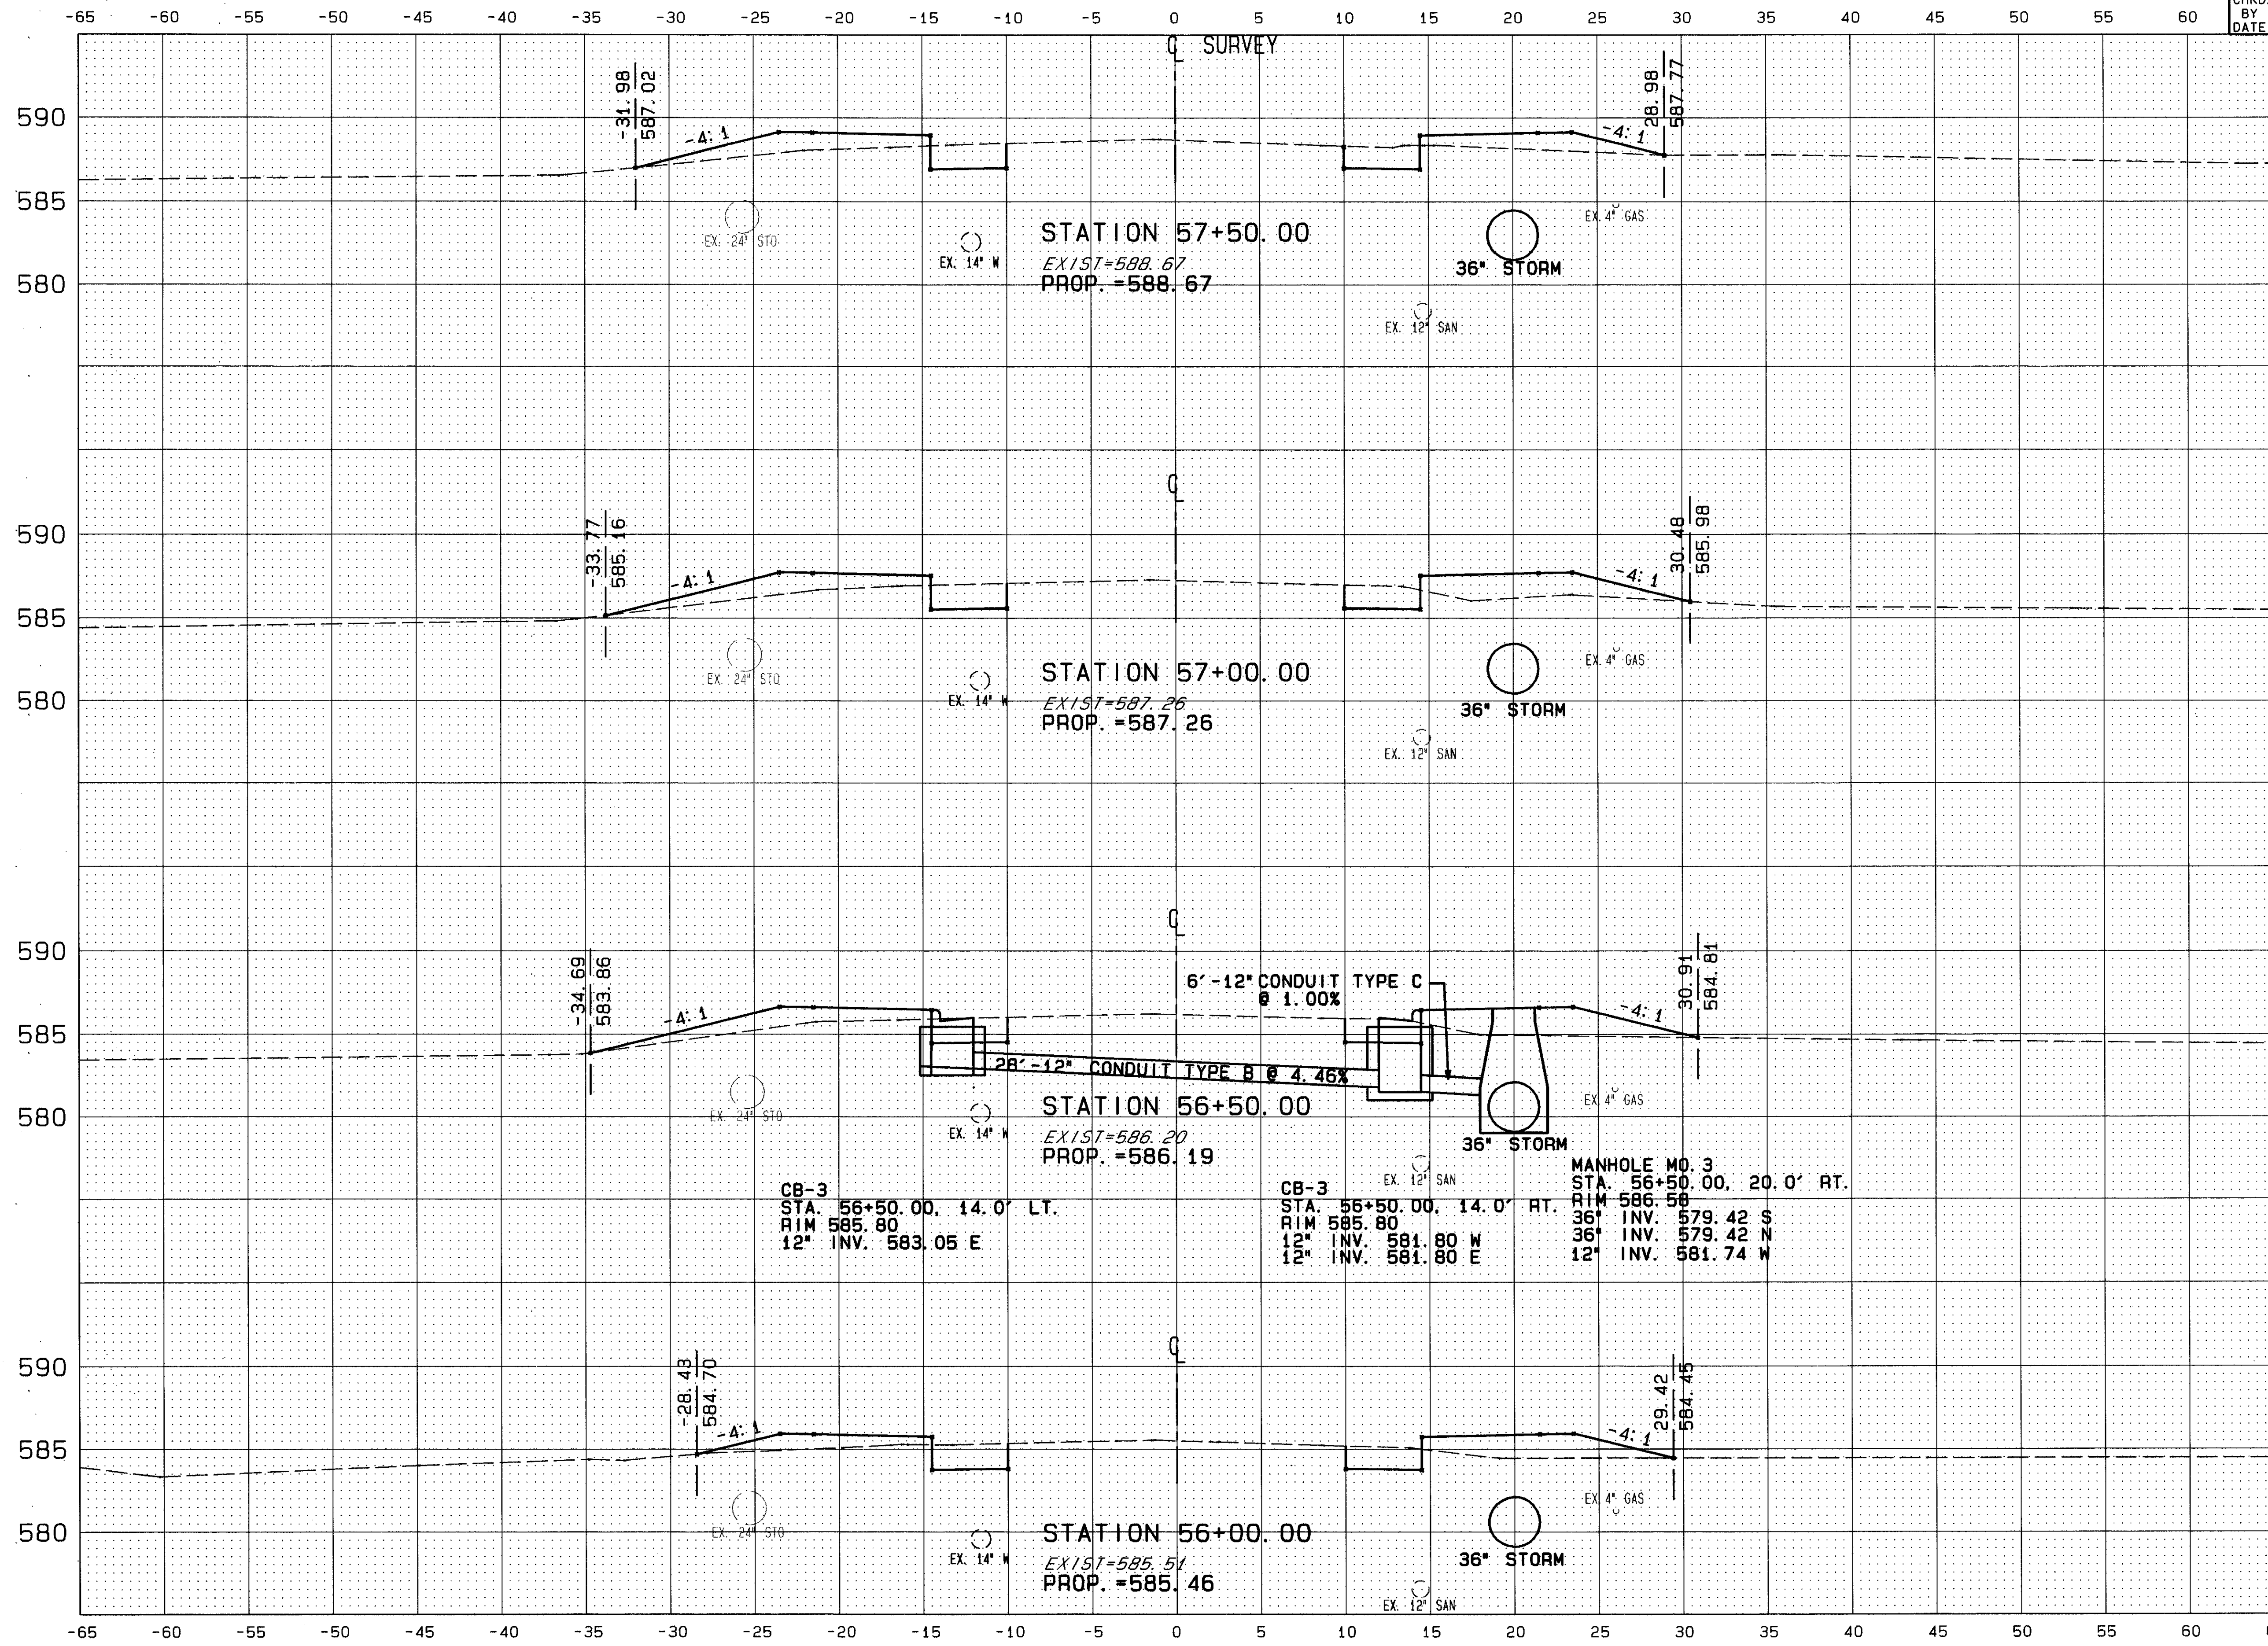 -65 -60 -55 -50 -45 -40 -35 -30 -25 -20 -15 -10 -5 0 5 10 15 20 25 30 35 40 45 50 55 60
BY
DATE
℄ SURVEY
-31.98
587.02
28.98
587.77
590
-4:1
-4:1
585
EX. 24" STO
EX. 14" W
STATION 57+50.00
EXIST=588.67
PROP.=588.67
36" STORM
EX. 4" GAS
580
EX. 12" SAN
℄
-33.77
585.16
30.48
585.98
590
-4:1
-4:1
585
EX. 24" STO
EX. 14" W
STATION 57+00.00
EXIST=587.26
PROP.=587.26
36" STORM
EX. 4" GAS
580
EX. 12" SAN
℄
-34.69
583.86
30.91
584.81
590
6'-12" CONDUIT TYPE C
@ 1.00%
-4:1
-4:1
585
28'-12" CONDUIT TYPE B @ 4.46%
EX. 24" STO
EX. 14" W
STATION 56+50.00
EXIST=586.20
PROP.=586.19
36" STORM
EX. 4" GAS
580
EX. 12" SAN
CB-3
STA. 56+50.00, 14.0' LT.
RIM 585.80
12" INV. 583.05 E
CB-3
STA. 56+50.00, 14.0' RT.
RIM 585.80
12" INV. 581.80 W
12" INV. 581.80 E
MANHOLE MO. 3
STA. 56+50.00, 20.0' RT.
RIM 586.58
36" INV. 579.42 S
36" INV. 579.42 N
12" INV. 581.74 W
℄
-28.43
584.70
29.42
584.45
590
-4:1
-4:1
585
EX. 24" STO
EX. 14" W
STATION 56+00.00
EXIST=585.51
PROP.=585.46
36" STORM
EX. 4" GAS
580
EX. 12" SAN
-65 -60 -55 -50 -45 -40 -35 -30 -25 -20 -15 -10 -5 0 5 10 15 20 25 30 35 40 45 50 55 60